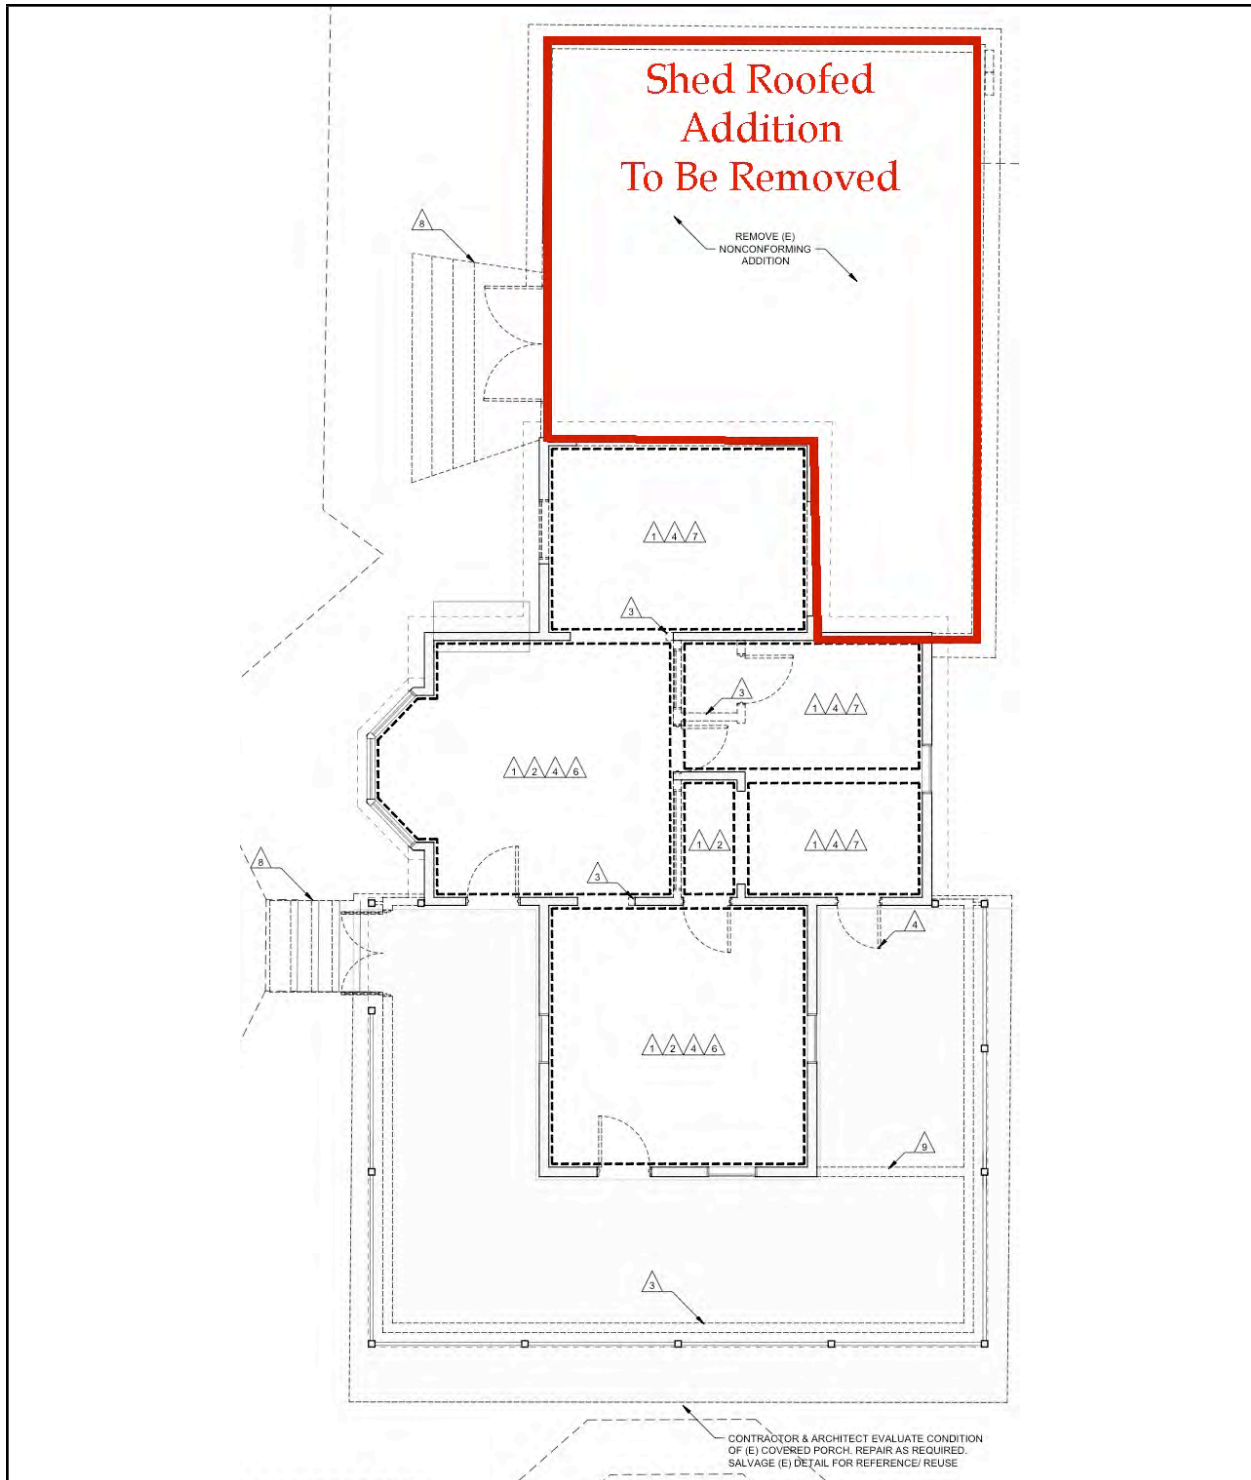 Shed Roofed
Addition
To Be Removed
REMOVE (E)
NONCONFORMING
ADDITION
8
1 4 7
3
3
1 4 7
1 2 4 6
1 2
1 4 7
8
3
4
1 2 4 6
9
3
CONTRACTOR & ARCHITECT EVALUATE CONDITION
OF (E) COVERED PORCH. REPAIR AS REQUIRED.
SALVAGE (E) DETAIL FOR REFERENCE/ REUSE